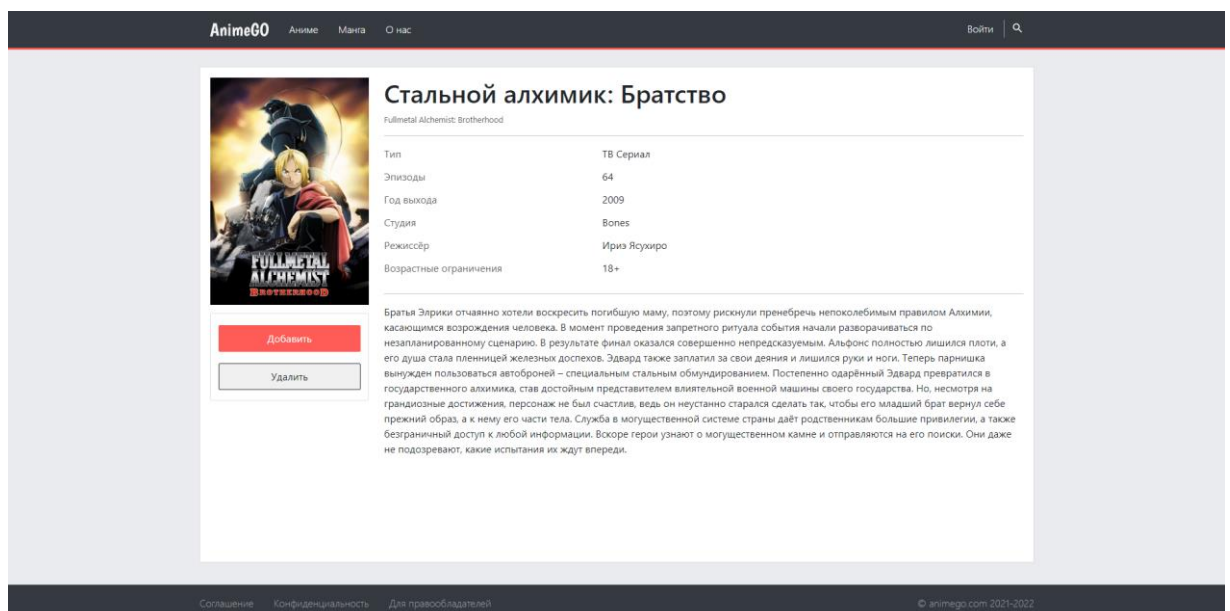 AnimeGO Аниме Манга О нас Войти
Стальной алхимик: Братство
Fullmetal Alchemist: Brotherhood
Тип ТВ Сериал
Эпизоды 64
Год выхода 2009
Студия Bones
Режиссёр Ириэ Ясухиро
Возрастные ограничения 18+
FULLMETAL
ALCHEMIST
BROTHERHOOD
Добавить
Удалить
Братья Элрики отчаянно хотели воскресить погибшую маму, поэтому рискнули пренебречь непоколебимым правилом Алхимии,
касающимся возрождения человека. В момент проведения запретного ритуала события начали разворачиваться по
незапланированному сценарию. В результате финал оказался совершенно непредсказуемым. Альфонс полностью лишился плоти, а
его душа стала пленницей железных доспехов. Эдвард также заплатил за свои деяния и лишился руки и ноги. Теперь парнишка
вынужден пользоваться автоброней – специальным стальным обмундированием. Постепенно одарённый Эдвард превратился в
государственного алхимика, став достойным представителем влиятельной военной машины своего государства. Но, несмотря на
грандиозные достижения, персонаж не был счастлив, ведь он неустанно старался сделать так, чтобы его младший брат вернул себе
прежний образ, а к нему его части тела. Служба в могущественной системе страны даёт родственникам большие привилегии, а также
безграничный доступ к любой информации. Вскоре герои узнают о могущественном камне и отправляются на его поиски. Они даже
не подозревают, какие испытания их ждут впереди.
Соглашение Конфиденциальность Для правообладателей © animego.com 2021-2022